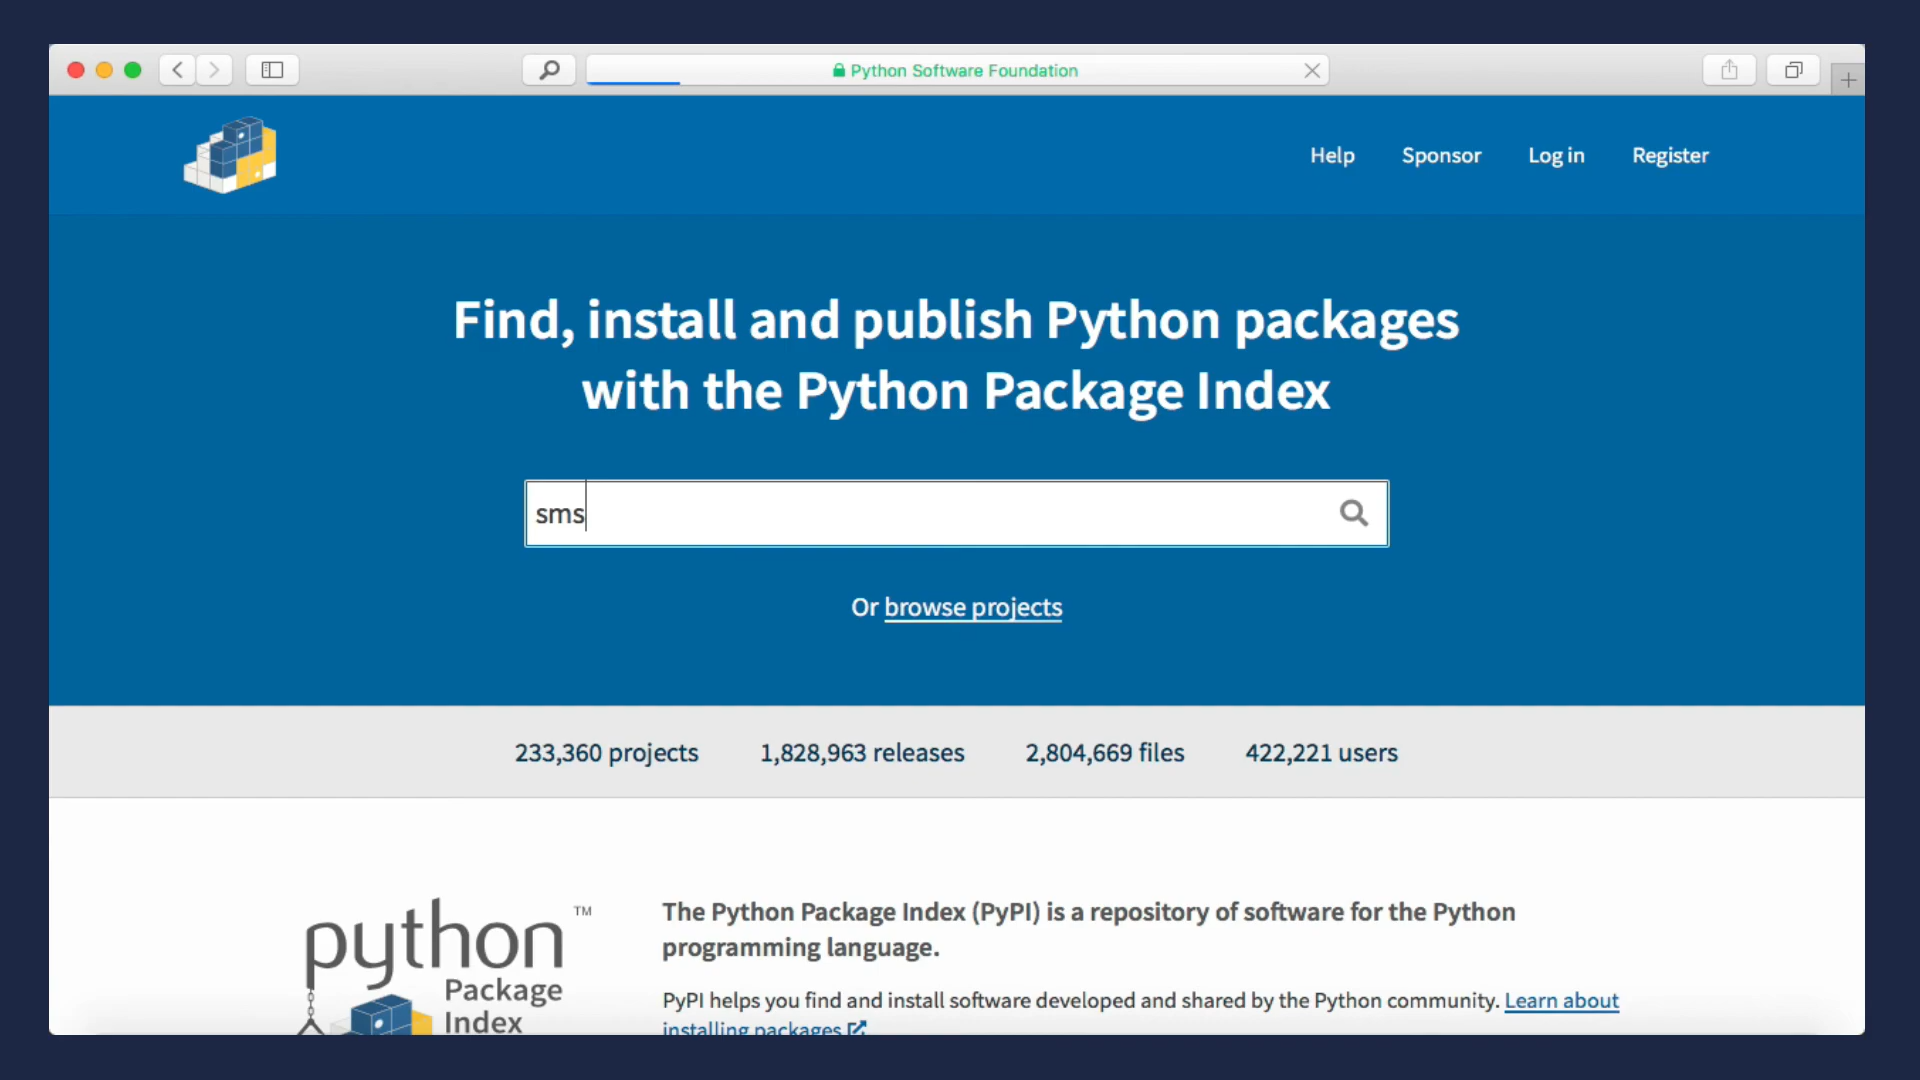 Python Software Foundation
Help Sponsor Log in Register
Find, install and publish Python packages
with the Python Package Index
sms
Or browse projects
233,360 projects 1,828,963 releases 2,804,669 files 422,221 users
python™
Package
Index
The Python Package Index (PyPI) is a repository of software for the Python
programming language.
PyPI helps you find and install software developed and shared by the Python community. Learn about
installing packages